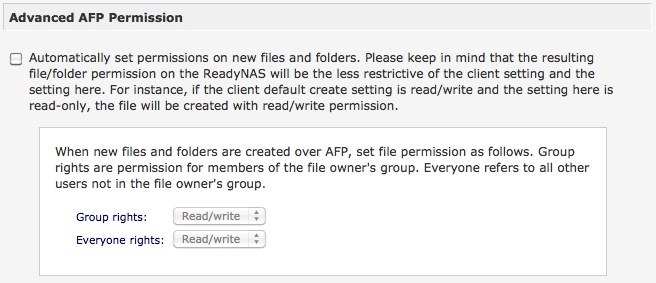 Advanced AFP Permission
Automatically set permissions on new files and folders. Please keep in mind that the resulting
file/folder permission on the ReadyNAS will be the less restrictive of the client setting and the
setting here. For instance, if the client default create setting is read/write and the setting here is
read-only, the file will be created with read/write permission.
When new files and folders are created over AFP, set file permission as follows. Group
rights are permission for members of the file owner's group. Everyone refers to all other
users not in the file owner's group.
Group rights: Read/write
Everyone rights: Read/write